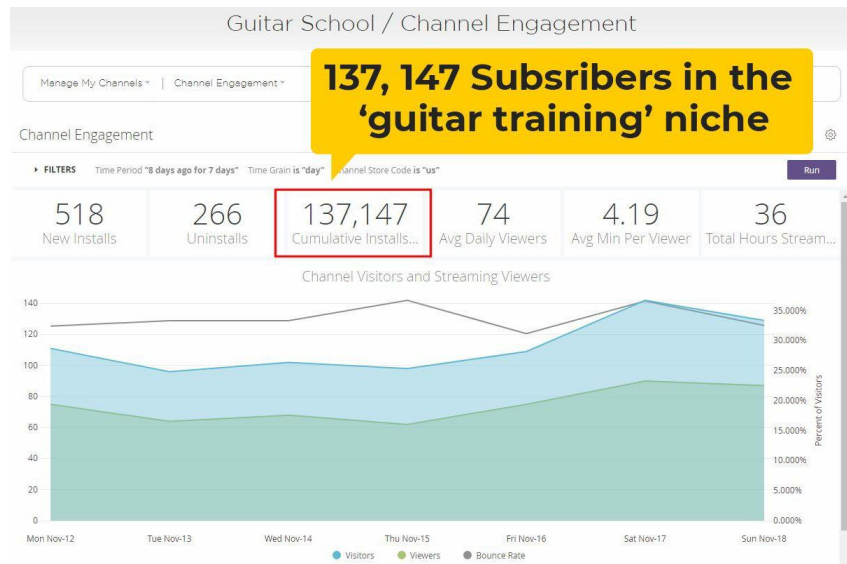 Guitar School / Channel Engagement
Manage My Channels | Channel Engagement
137, 147 Subsribers in the
‘guitar training’ niche
Channel Engagement
FILTERS Time Period "8 days ago for 7 days" Time Grain is "day" hannel Store Code is "us"
Run
518 266 137,147 74 4.19 36
New Installs Uninstalls Cumulative Installs... Avg Daily Viewers Avg Min Per Viewer Total Hours Stream...
Channel Visitors and Streaming Viewers
140
120
100
80
60
40
20
0
35.000%
30.000%
25.000%
20.000%
15.000%
10.000%
5.000%
0.000%
Percent of Visitors
Mon Nov-12 Tue Nov-13 Wed Nov-14 Thu Nov-15 Fri Nov-16 Sat Nov-17 Sun Nov-18
Visitors Viewers Bounce Rate